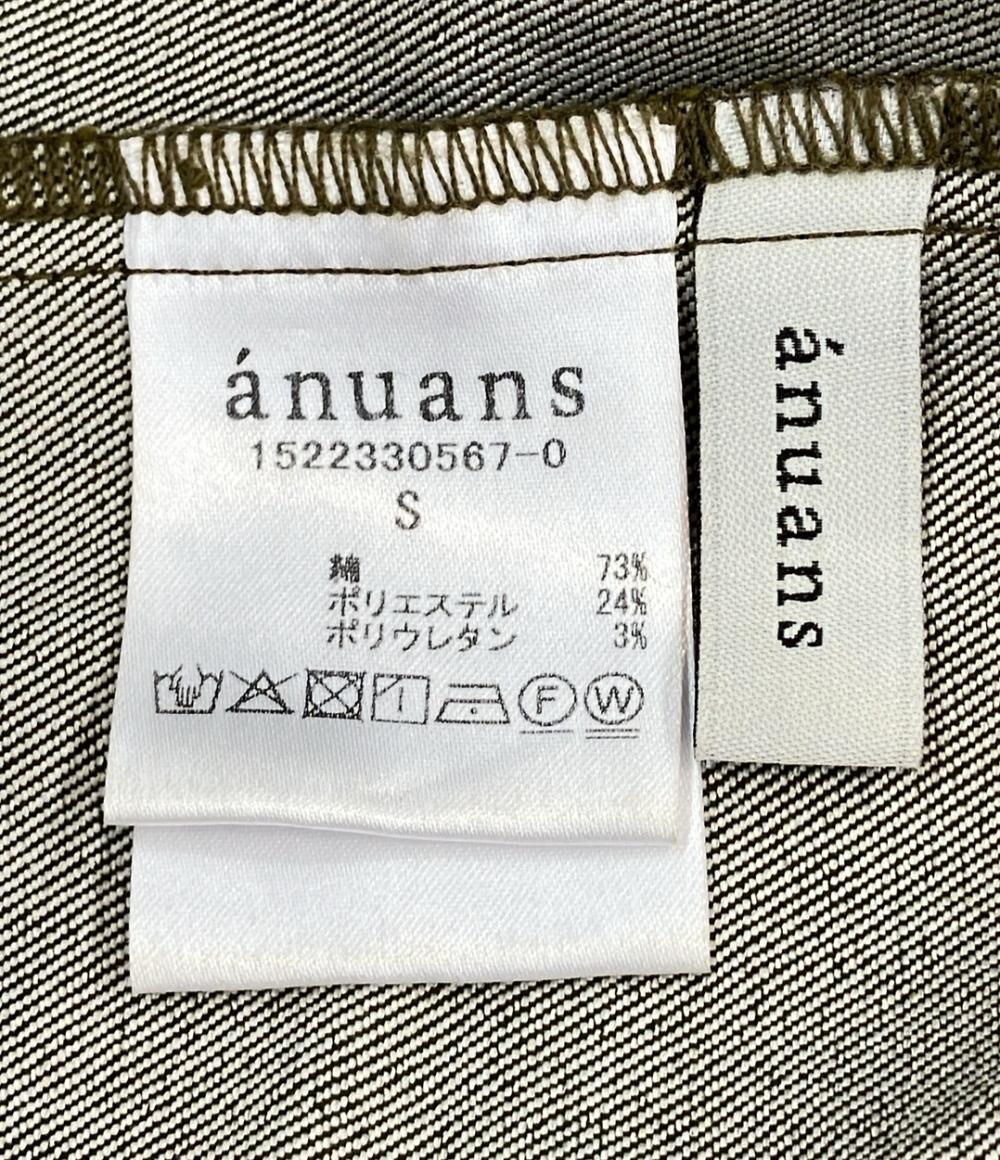 ánuans
1522330567-0
S
綿 73%
ポリエステル 24%
ポリウレタン 3%
F W
ánuans